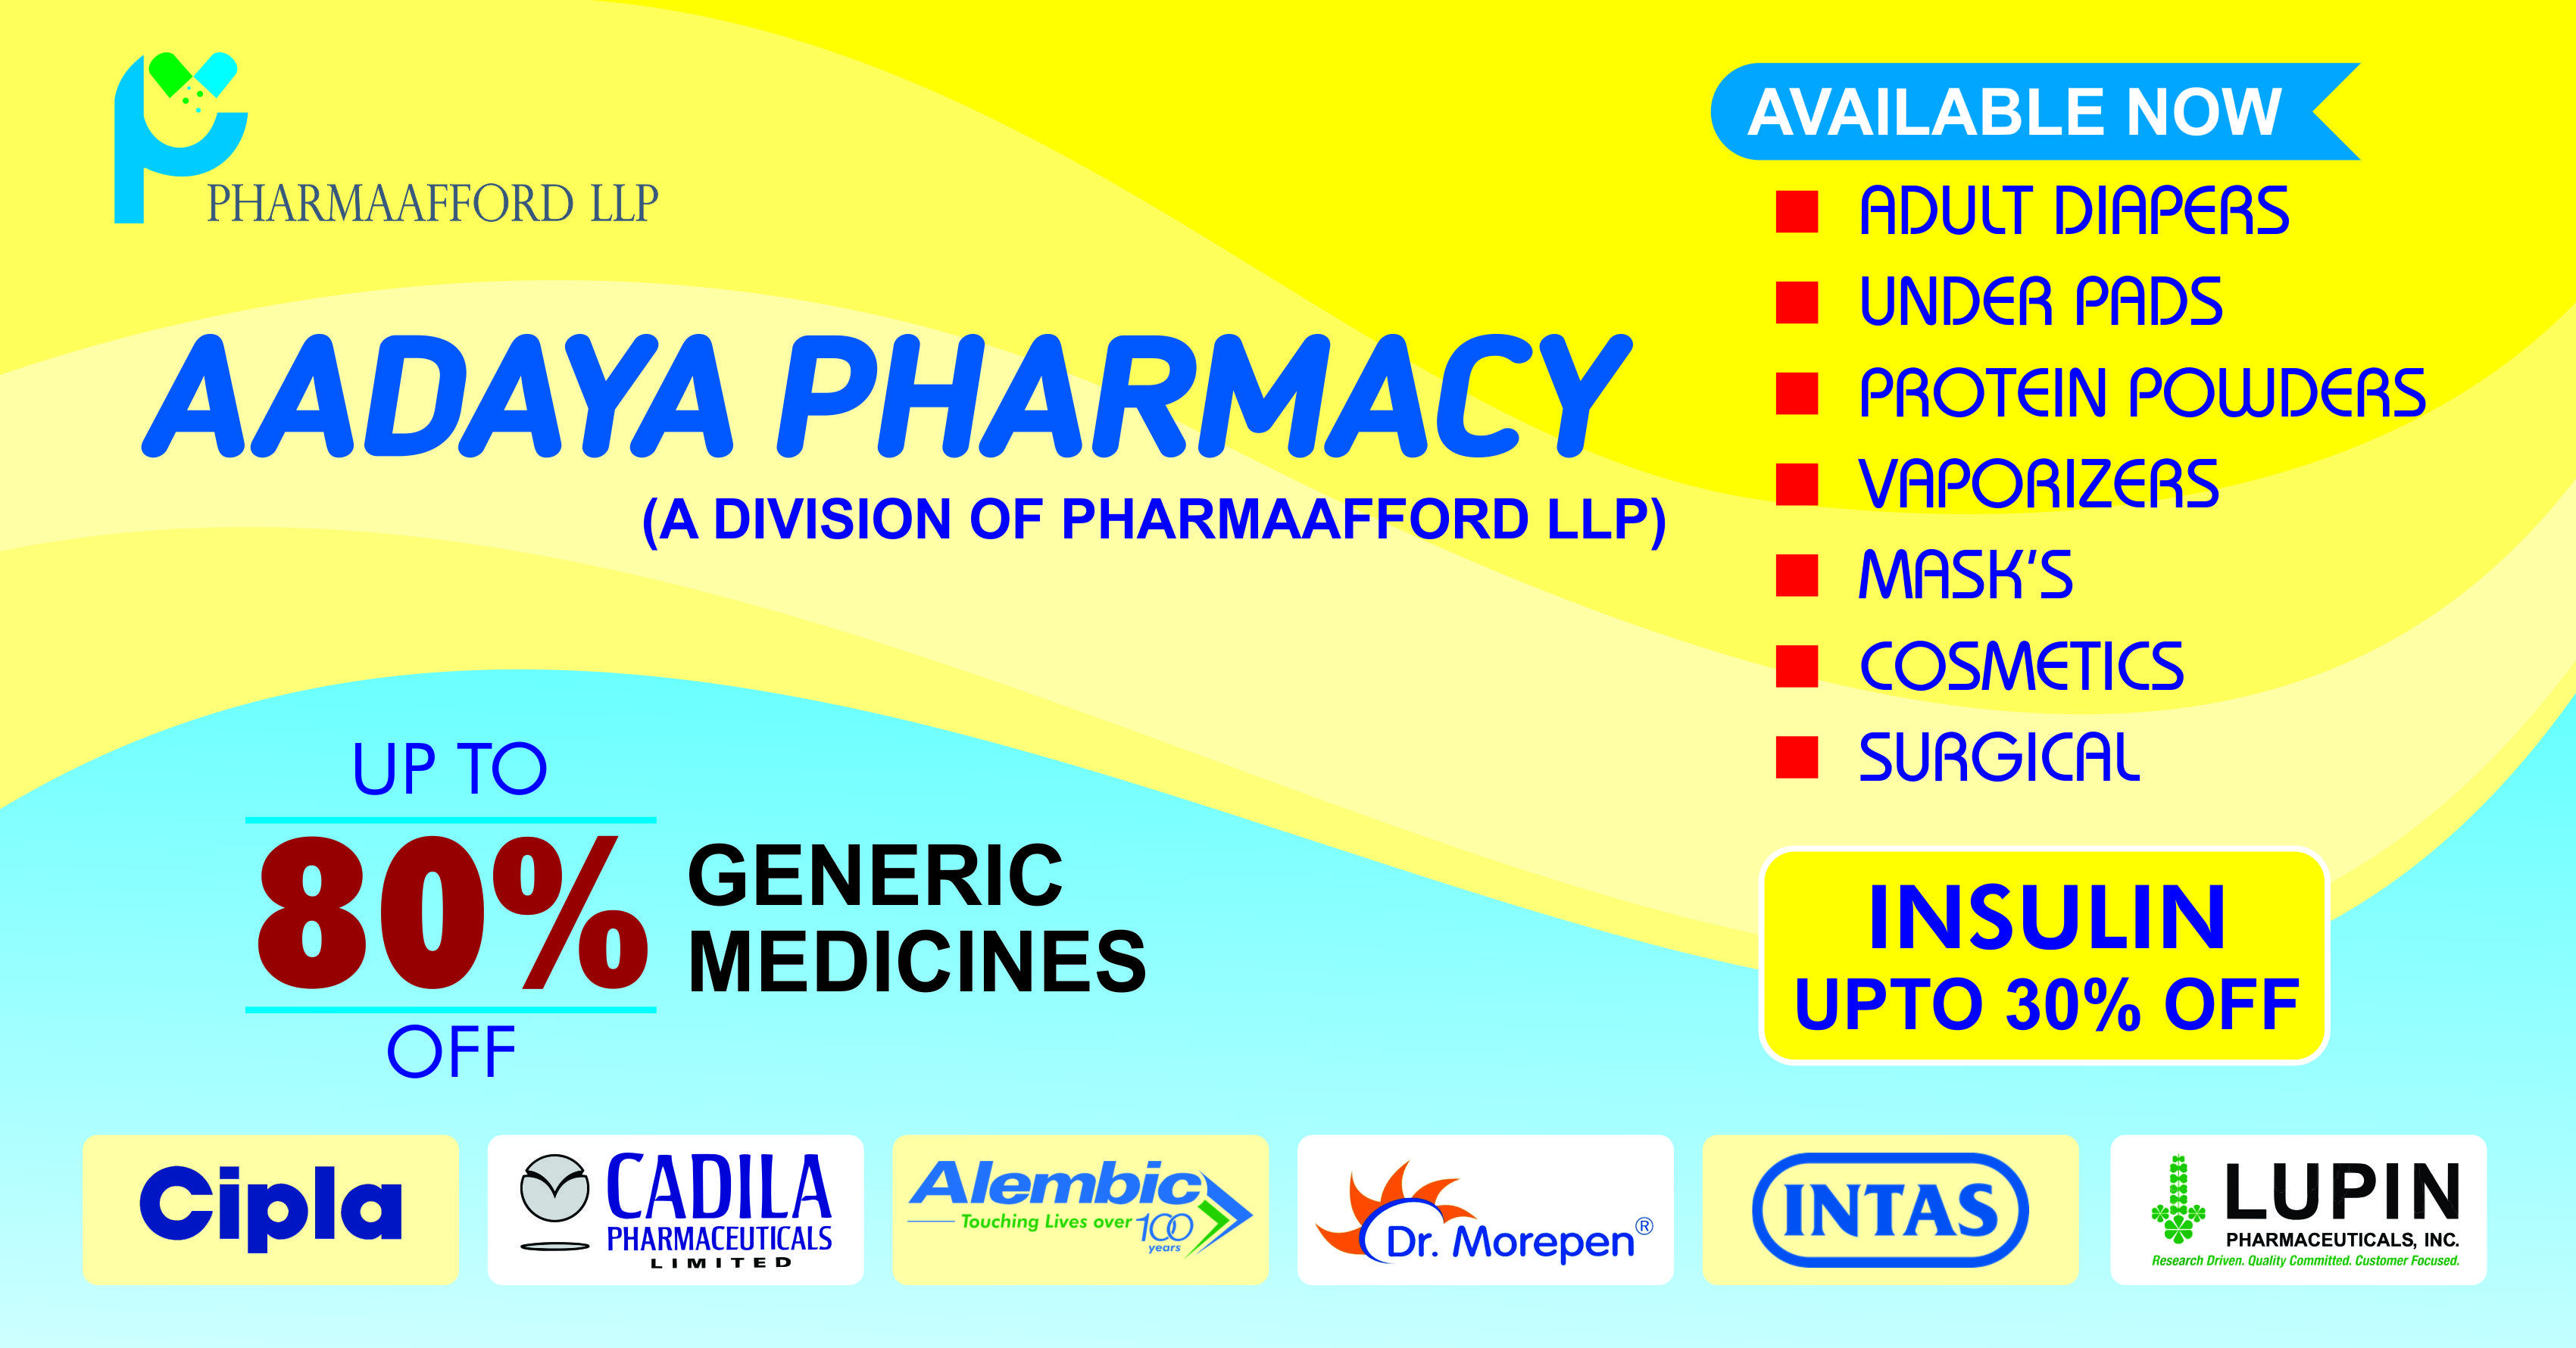 PHARMAAFFORD LLP
AADAYA PHARMACY
(A DIVISION OF PHARMAAFFORD LLP)
AVAILABLE NOW
ADULT DIAPERS
UNDER PADS
PROTEIN POWDERS
VAPORIZERS
MASK'S
COSMETICS
SURGICAL
UP TO
80%
OFF
GENERIC
MEDICINES
INSULIN
UPTO 30% OFF
Cipla
CADILA
PHARMACEUTICALS
LIMITED
Alembic
Touching Lives over 100
years
Dr. Morepen®
INTAS
LUPIN
PHARMACEUTICALS, INC.
Research Driven. Quality Committed. Customer Focused.